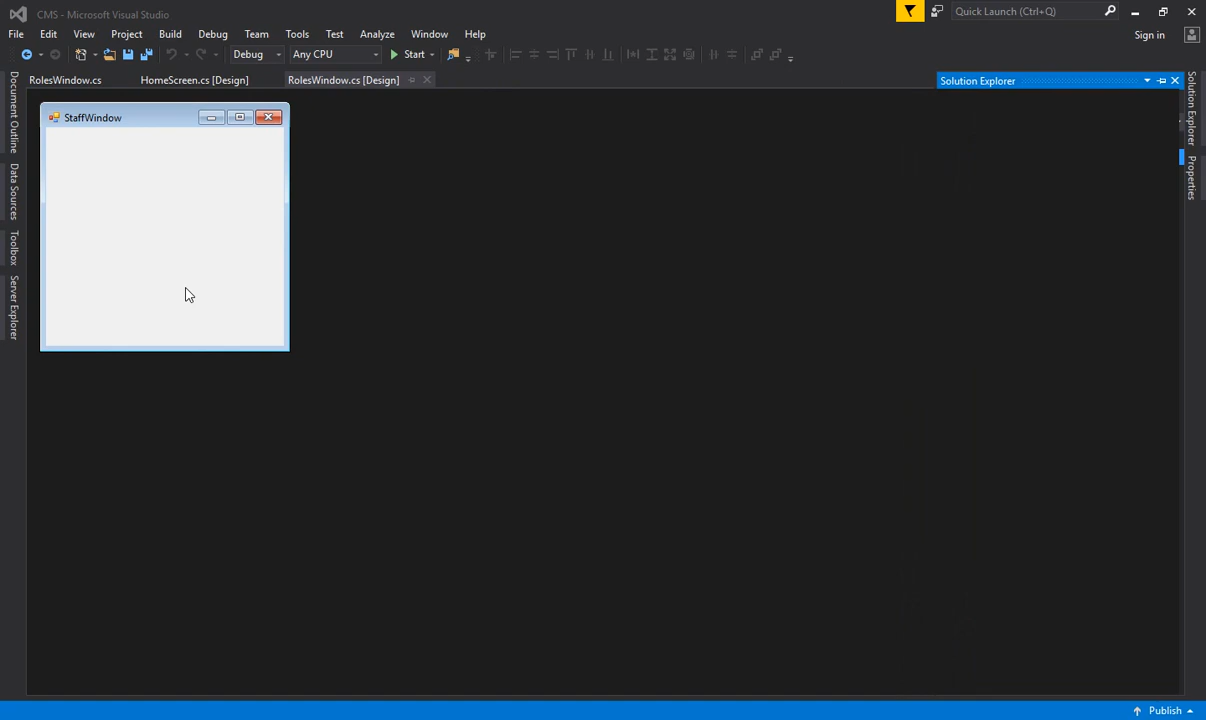 CMS - Microsoft Visual Studio
Quick Launch (Ctrl+Q)
File Edit View Project Build Debug Team Tools Test Analyze Window Help
Sign in
Debug Any CPU Start
RolesWindow.cs HomeScreen.cs [Design] RolesWindow.cs [Design]
Solution Explorer
StaffWindow
Document Outline
Data Sources
Toolbox
Server Explorer
Solution Explorer
Properties
Publish